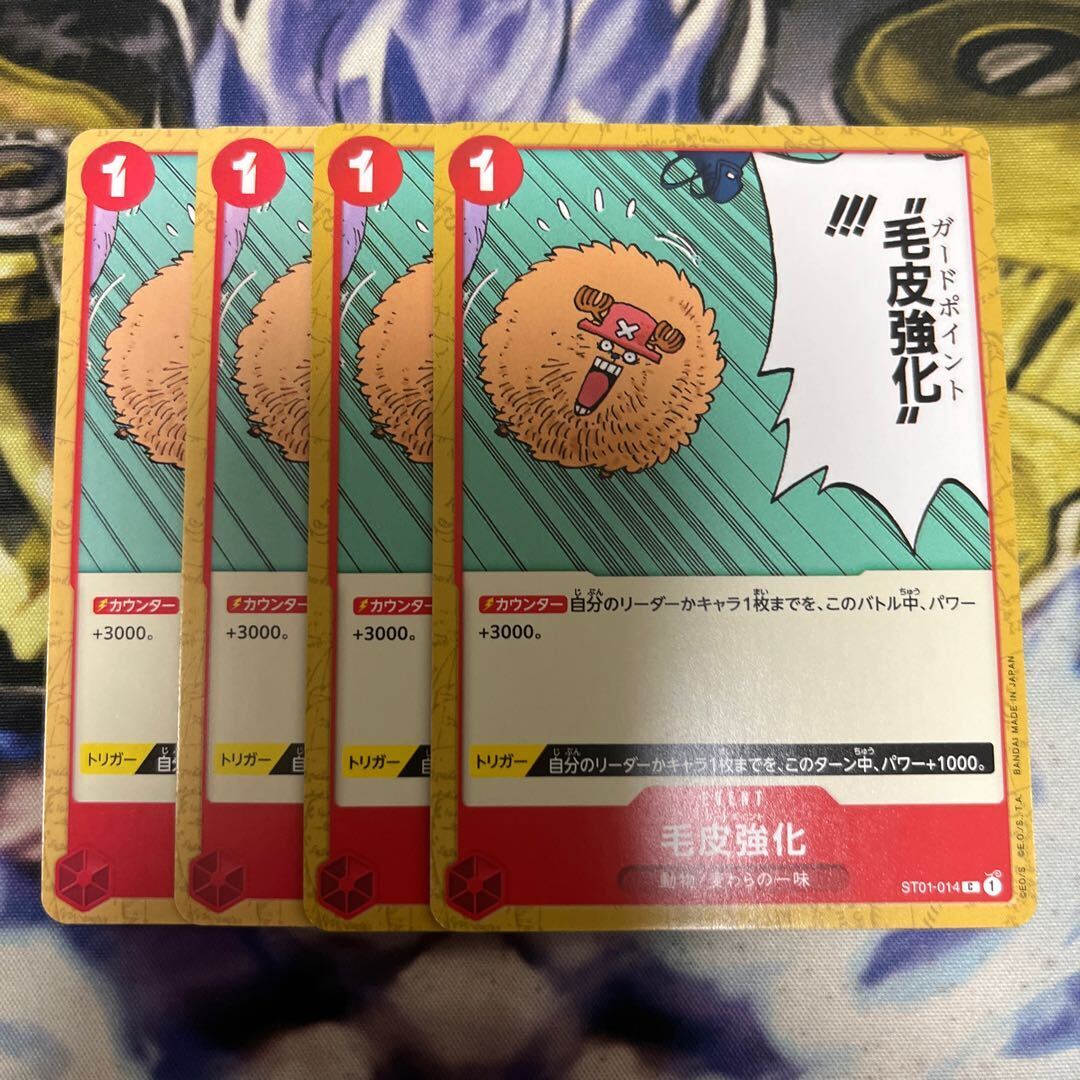 1
カウンター
+3000。
トリガー 自分
1
カウンター
+3000。
トリガー 自
1
カウンター
+3000。
トリガー 自
1
"毛皮強化"
ガードポイント
!!!
カウンター 自分のリーダーかキャラ1枚までを、このバトル中、パワー
+3000。
トリガー 自分のリーダーかキャラ1枚までを、このターン中、パワー+1000。
EVENT
毛皮強化
動物/麦わらの一味
ST01-014 C 1
©E.O/S. ©E.O./S.,T.A. BANDAI MADE IN JAPAN